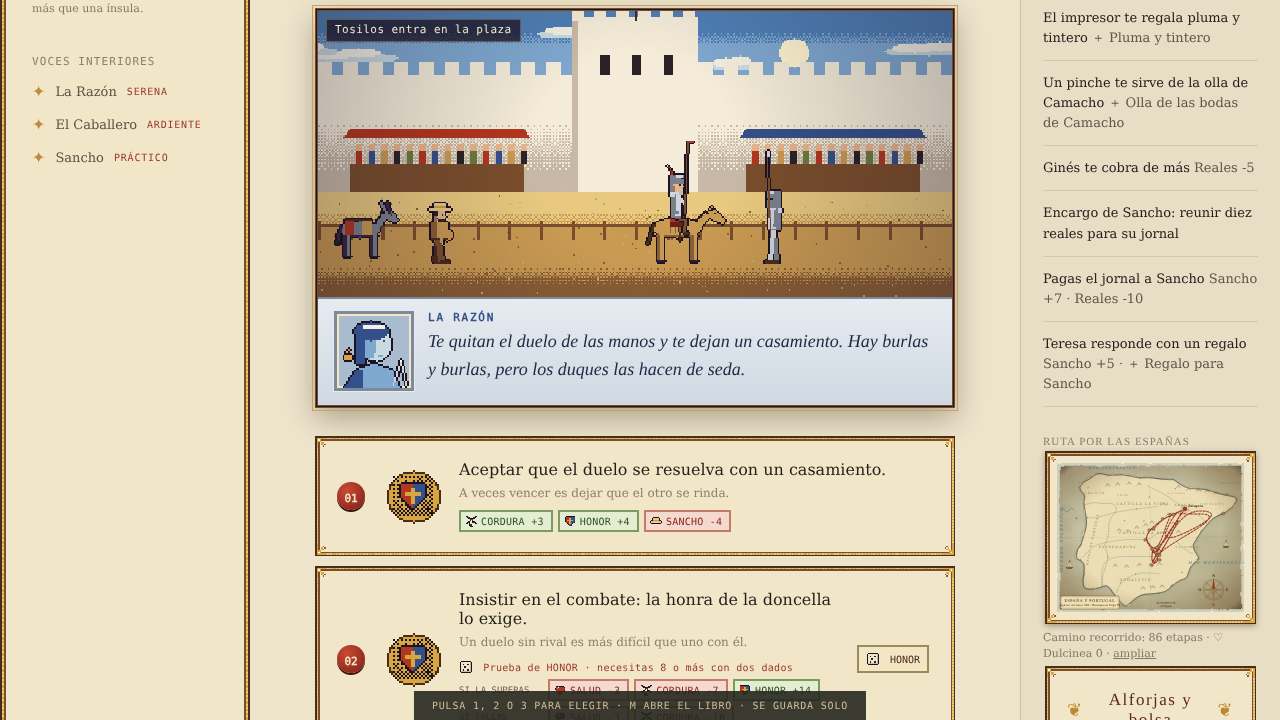 más que una ínsula.
VOCES INTERIORES
La Razón SERENA
El Caballero ARDIENTE
Sancho PRÁCTICO
Tosilos entra en la plaza
LA RAZÓN
Te quitan el duelo de las manos y te dejan un casamiento. Hay burlas
y burlas, pero los duques las hacen de seda.
01
Aceptar que el duelo se resuelva con un casamiento.
A veces vencer es dejar que el otro se rinda.
CORDURA +3
HONOR +4
SANCHO -4
02
Insistir en el combate: la honra de la doncella
lo exige.
Un duelo sin rival es más difícil que uno con él.
Prueba de HONOR · necesitas 8 o más con dos dados
HONOR
SI LA SUPERAS
SALUD -3
CORDURA -7
HONOR +14
PULSA 1, 2 O 3 PARA ELEGIR · M ABRE EL LIBRO · SE GUARDA SOLO
El impresor te regala pluma y
tintero + Pluma y tintero
Un pinche te sirve de la olla de
Camacho + Olla de las bodas
de Camacho
Ginés te cobra de más Reales -5
Encargo de Sancho: reunir diez
reales para su jornal
Pagas el jornal a Sancho Sancho
+7 · Reales -10
Teresa responde con un regalo
Sancho +5 · + Regalo para
Sancho
RUTA POR LAS ESPAÑAS
ESPAÑA Y PORTUGAL
Camino recorrido: 86 etapas · ♡
Dulcinea 0 · ampliar
Alforjas y
bolsa